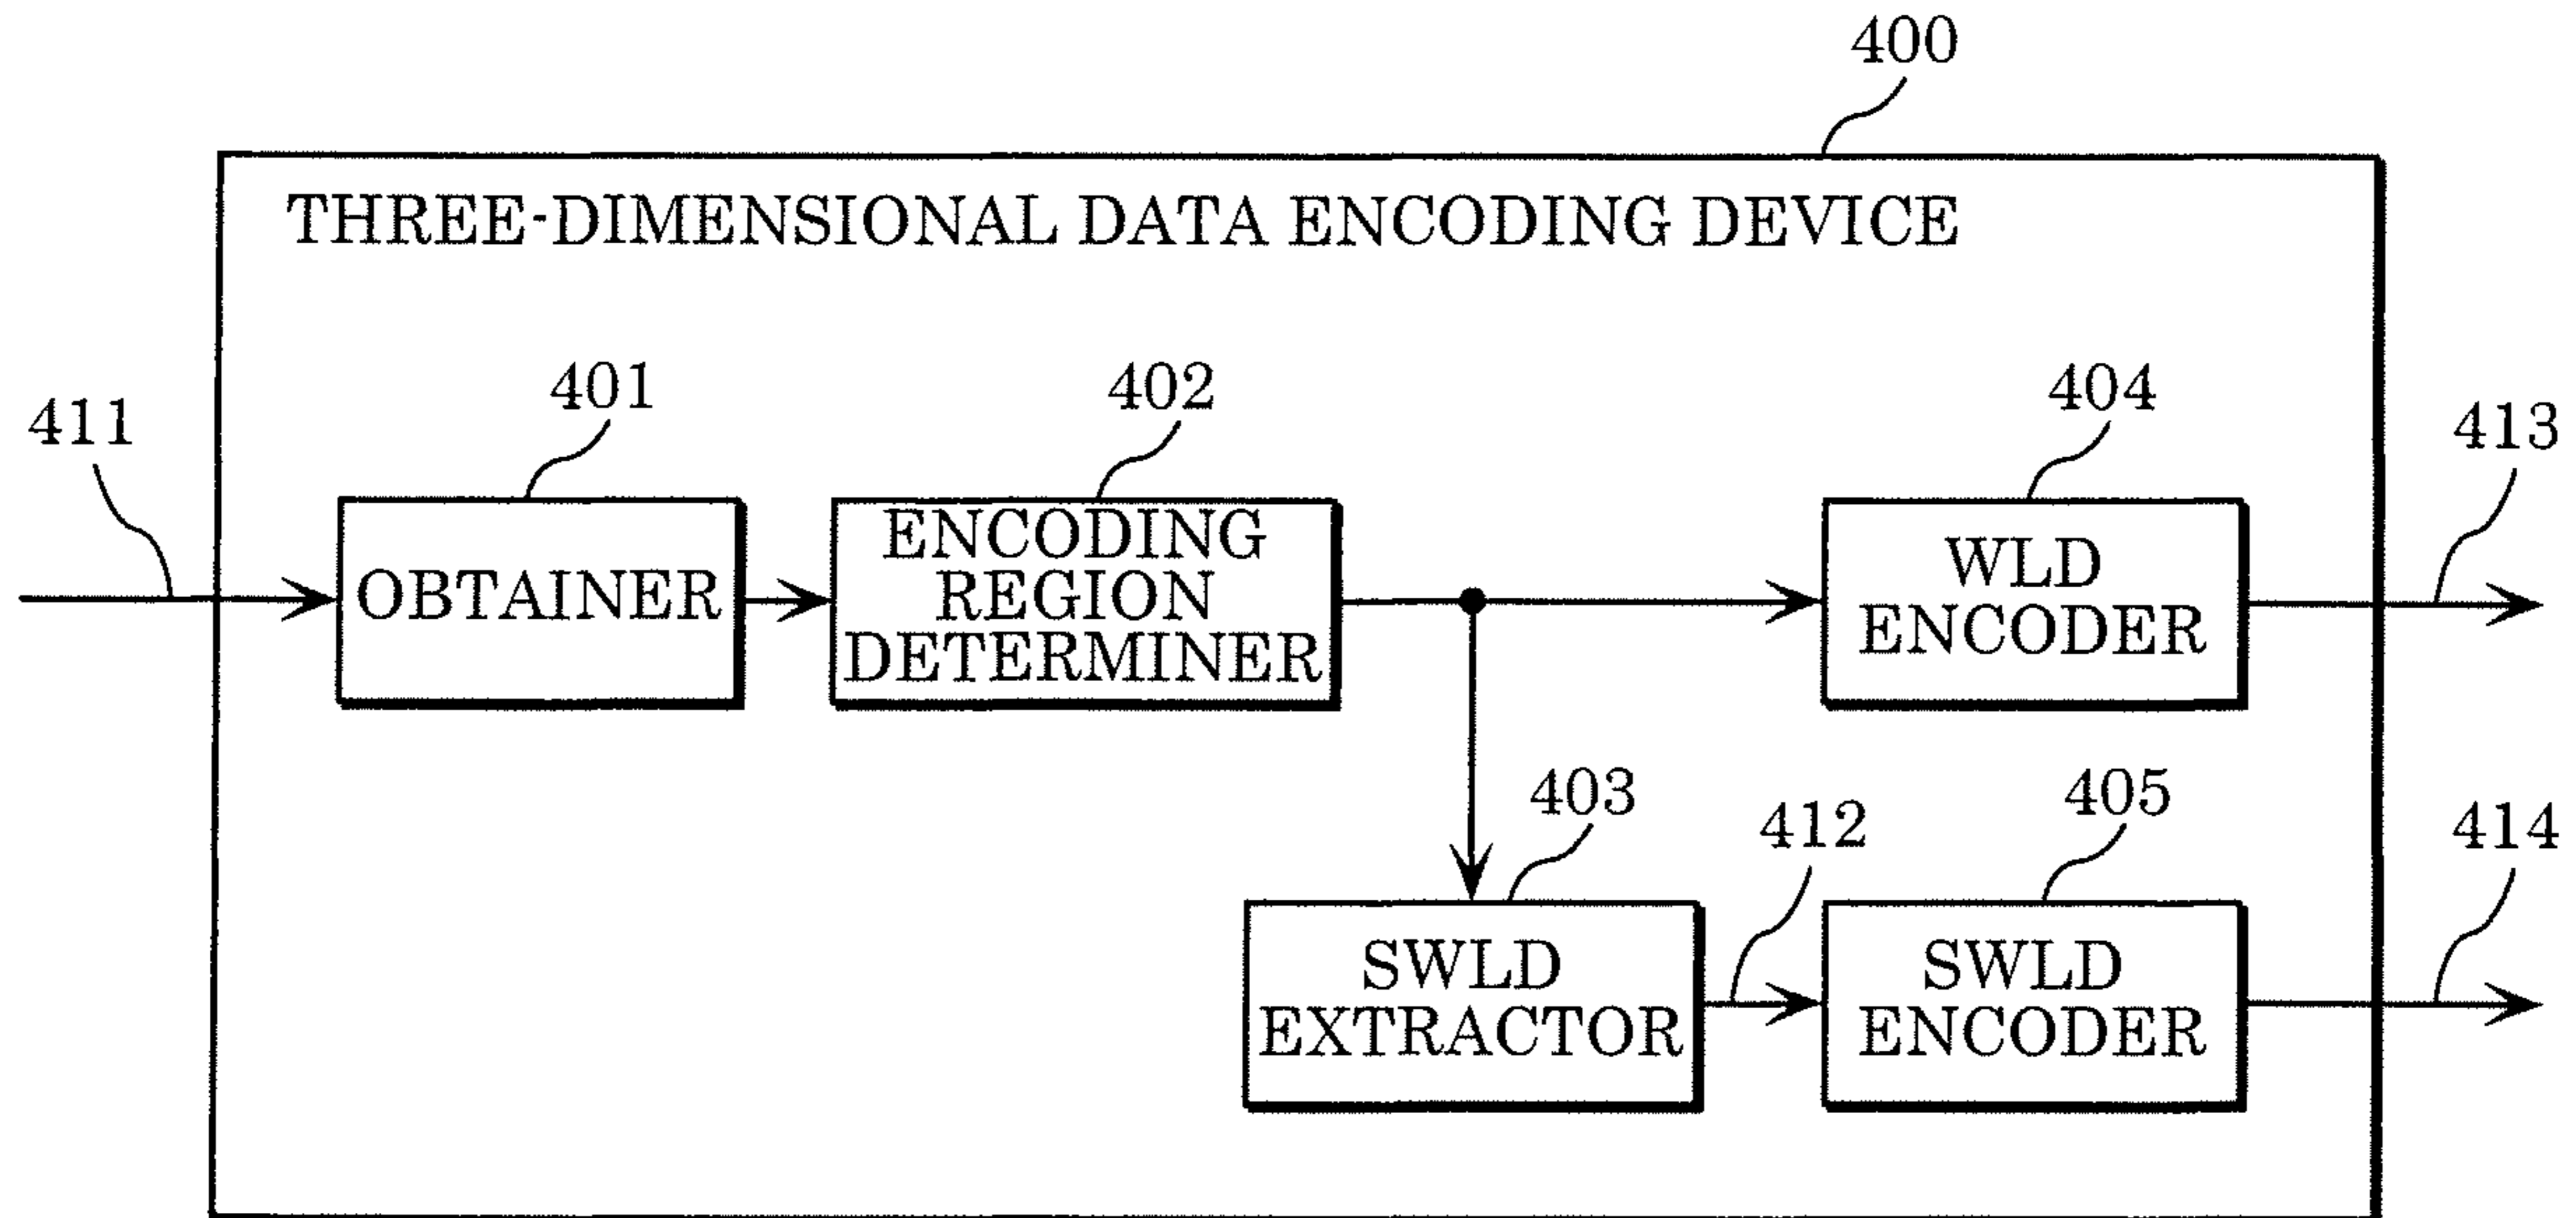 400
THREE-DIMENSIONAL DATA ENCODING DEVICE
411
401
402
404
413
OBTAINER
ENCODING
REGION
DETERMINER
WLD
ENCODER
403
412
405
414
SWLD
EXTRACTOR
SWLD
ENCODER